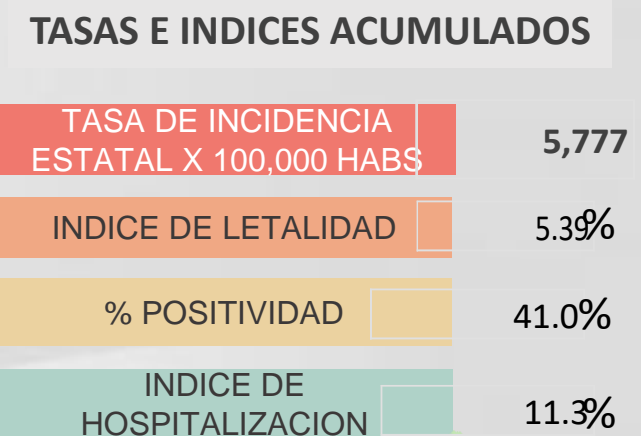 TASAS E INDICES ACUMULADOS
TASA DE INCIDENCIA
ESTATAL X 100,000 HABS
5,777
INDICE DE LETALIDAD
5.39%
% POSITIVIDAD
41.0%
INDICE DE
HOSPITALIZACION
11.3%